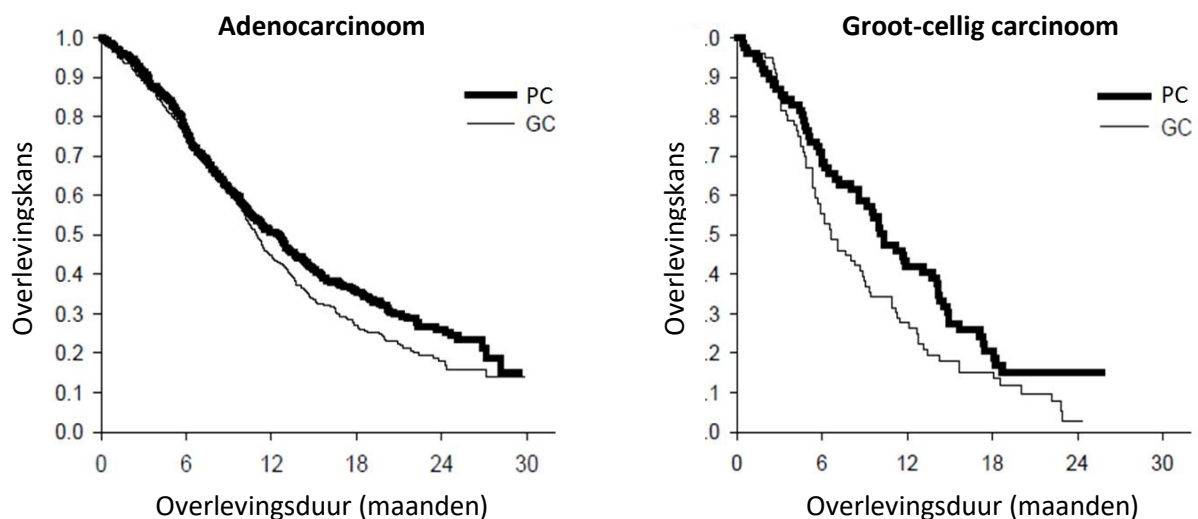 Adenocarcinoom
1.0
0.9
0.8
0.7
0.6
0.5
0.4
0.3
0.2
0.1
0.0
PC
GC
Overlevingskans
0 6 12 18 24 30
Overlevingsduur (maanden)
Groot-cellig carcinoom
.0
.9
.8
.7
.6
.5
.4
.3
.2
.1
.0
PC
GC
Overlevingskans
0 6 12 18 24 30
Overlevingsduur (maanden)